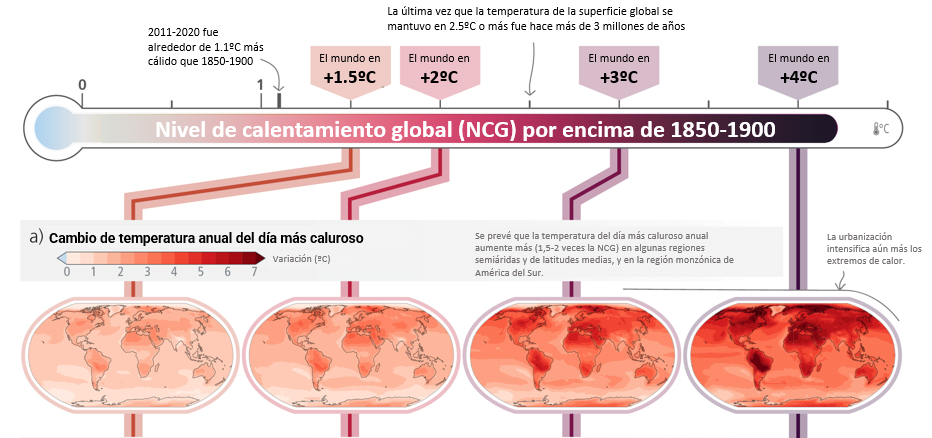 La última vez que la temperatura de la superficie global se
mantuvo en 2.5ºC o más fue hace más de 3 millones de años
2011-2020 fue
alrededor de 1.1ºC más
cálido que 1850-1900
El mundo en
+1.5ºC
El mundo en
+2ºC
El mundo en
+3ºC
El mundo en
+4ºC
0
1
Nivel de calentamiento global (NCG) por encima de 1850-1900
ºC
a) Cambio de temperatura anual del día más caluroso
0 1 2 3 4 5 6 7
Variación (ºC)
Se prevé que la temperatura del día más caluroso anual
aumente más (1,5-2 veces la NCG) en algunas regiones
semiáridas y de latitudes medias, y en la región monzónica de
América del Sur.
La urbanización
intensifica aún más los
extremos de calor.